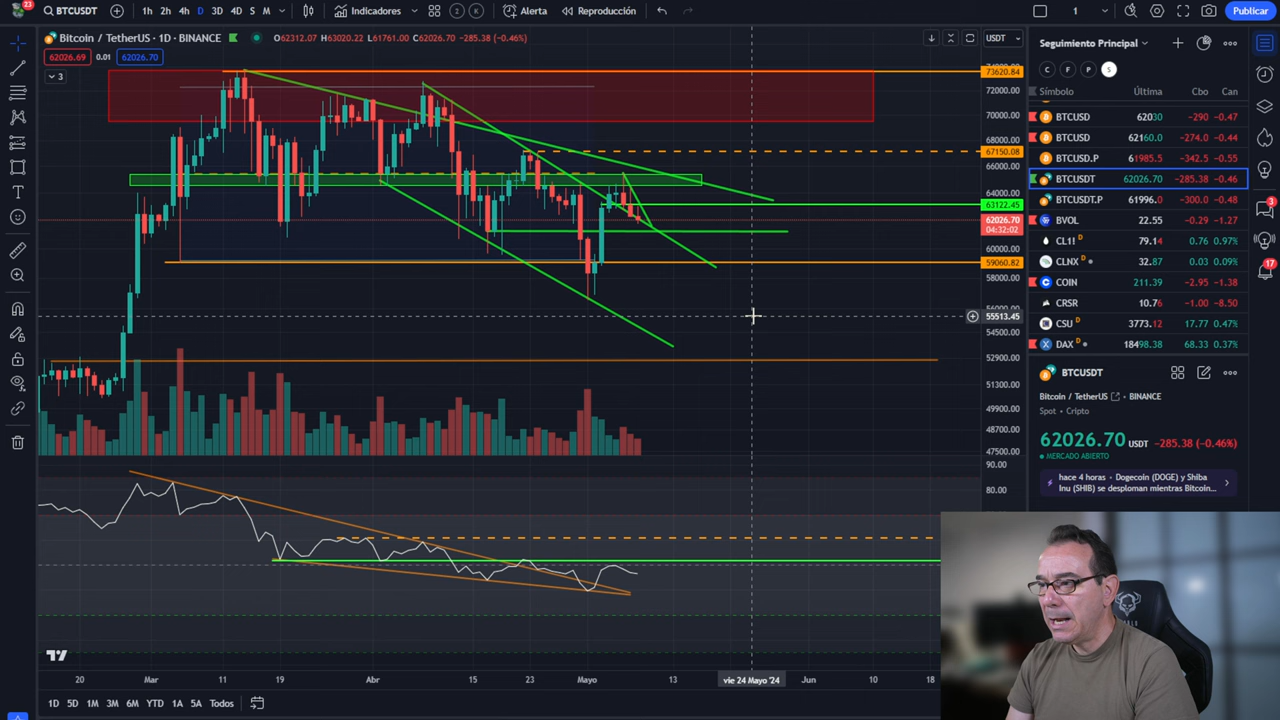 23
BTCUSDT
1h 2h 4h D 3D 4D S M
Indicadores
2
K
Alerta
Reproducción
1
Publicar
Bitcoin / TetherUS · 1D · BINANCE
O62312.07 H63020.22 L61761.00 C62026.70 -285.38 (-0.46%)
USDT
62026.69
0.01
62026.70
3
73620.84
72000.00
70000.00
68000.00
67150.08
66000.00
64000.00
63122.45
62026.70
04:32:02
60000.00
59060.82
58000.00
55513.45
54500.00
52900.00
51300.00
49900.00
48700.00
47500.00
90.00
80.00
20 Mar 11 19 Abr 15 23 Mayo 13 vie 24 Mayo '24 Jun 10 18
1D 5D 1M 3M 6M YTD 1A 5A Todos
Seguimiento Principal
C F P S
Símbolo Última Cbo Can
BTCUSD 62030 -290 -0.47
BTCUSD 62160.0 -274.0 -0.44
BTCUSD.P 61985.5 -342.5 -0.55
BTCUSDT 62026.70 -285.38 -0.46
BTCUSDT.P 61996.0 -300.0 -0.48
BVOL 22.55 -0.29 -1.27
CL1! D 79.14 0.76 0.97%
CLNX D 32.87 0.03 0.09%
COIN 211.39 -2.95 -1.38
CRSR 10.76 -1.00 -8.50
CSU D 3773.12 17.77 0.47%
DAX D 18498.38 68.33 0.37%
BTCUSDT
Bitcoin / TetherUS · BINANCE
Spot · Cripto
62026.70 USDT -285.38 (-0.46%)
MERCADO ABIERTO
hace 4 horas · Dogecoin (DOGE) y Shiba
Inu (SHIB) se desploman mientras Bitcoin...
3
17